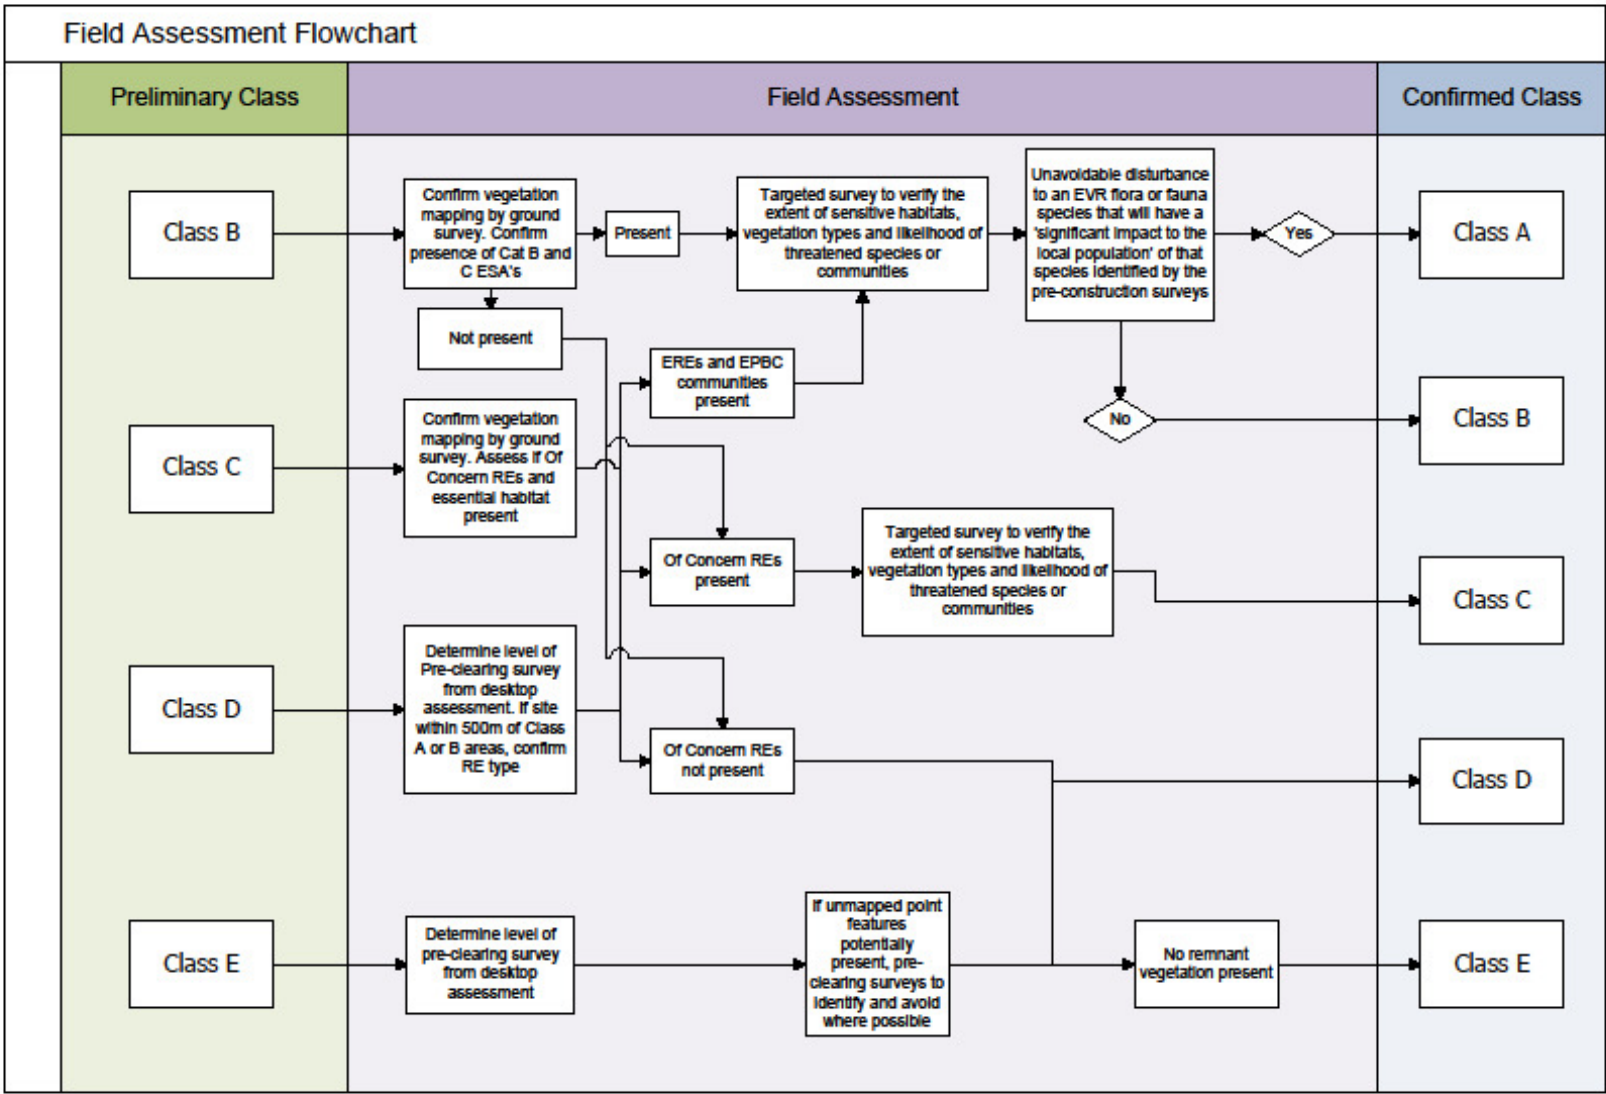 Field Assessment Flowchart
Preliminary Class
Field Assessment
Confirmed Class
Class B
Confirm vegetation
mapping by ground
survey. Confirm
presence of Cat B and
C ESA's
Present
Targeted survey to verify the
extent of sensitive habitats,
vegetation types and likelihood of
threatened species or
communities
Unavoidable disturbance
to an EVR flora or fauna
species that will have a
'significant impact to the
local population' of that
species identified by the
pre-construction surveys
Yes
Class A
Not present
EREs and EPBC
communities
present
No
Class B
Class C
Confirm vegetation
mapping by ground
survey. Assess if Of
Concern REs and
essential habitat
present
Of Concern REs
present
Targeted survey to verify the
extent of sensitive habitats,
vegetation types and likelihood of
threatened species or
communities
Class C
Class D
Determine level of
Pre-clearing survey
from desktop
assessment. If site
within 500m of Class
A or B areas, confirm
RE type
Of Concern REs
not present
Class D
Class E
Determine level of
pre-clearing survey
from desktop
assessment
If unmapped point
features
potentially
present, pre-
clearing surveys to
identify and avoid
where possible
No remnant
vegetation present
Class E